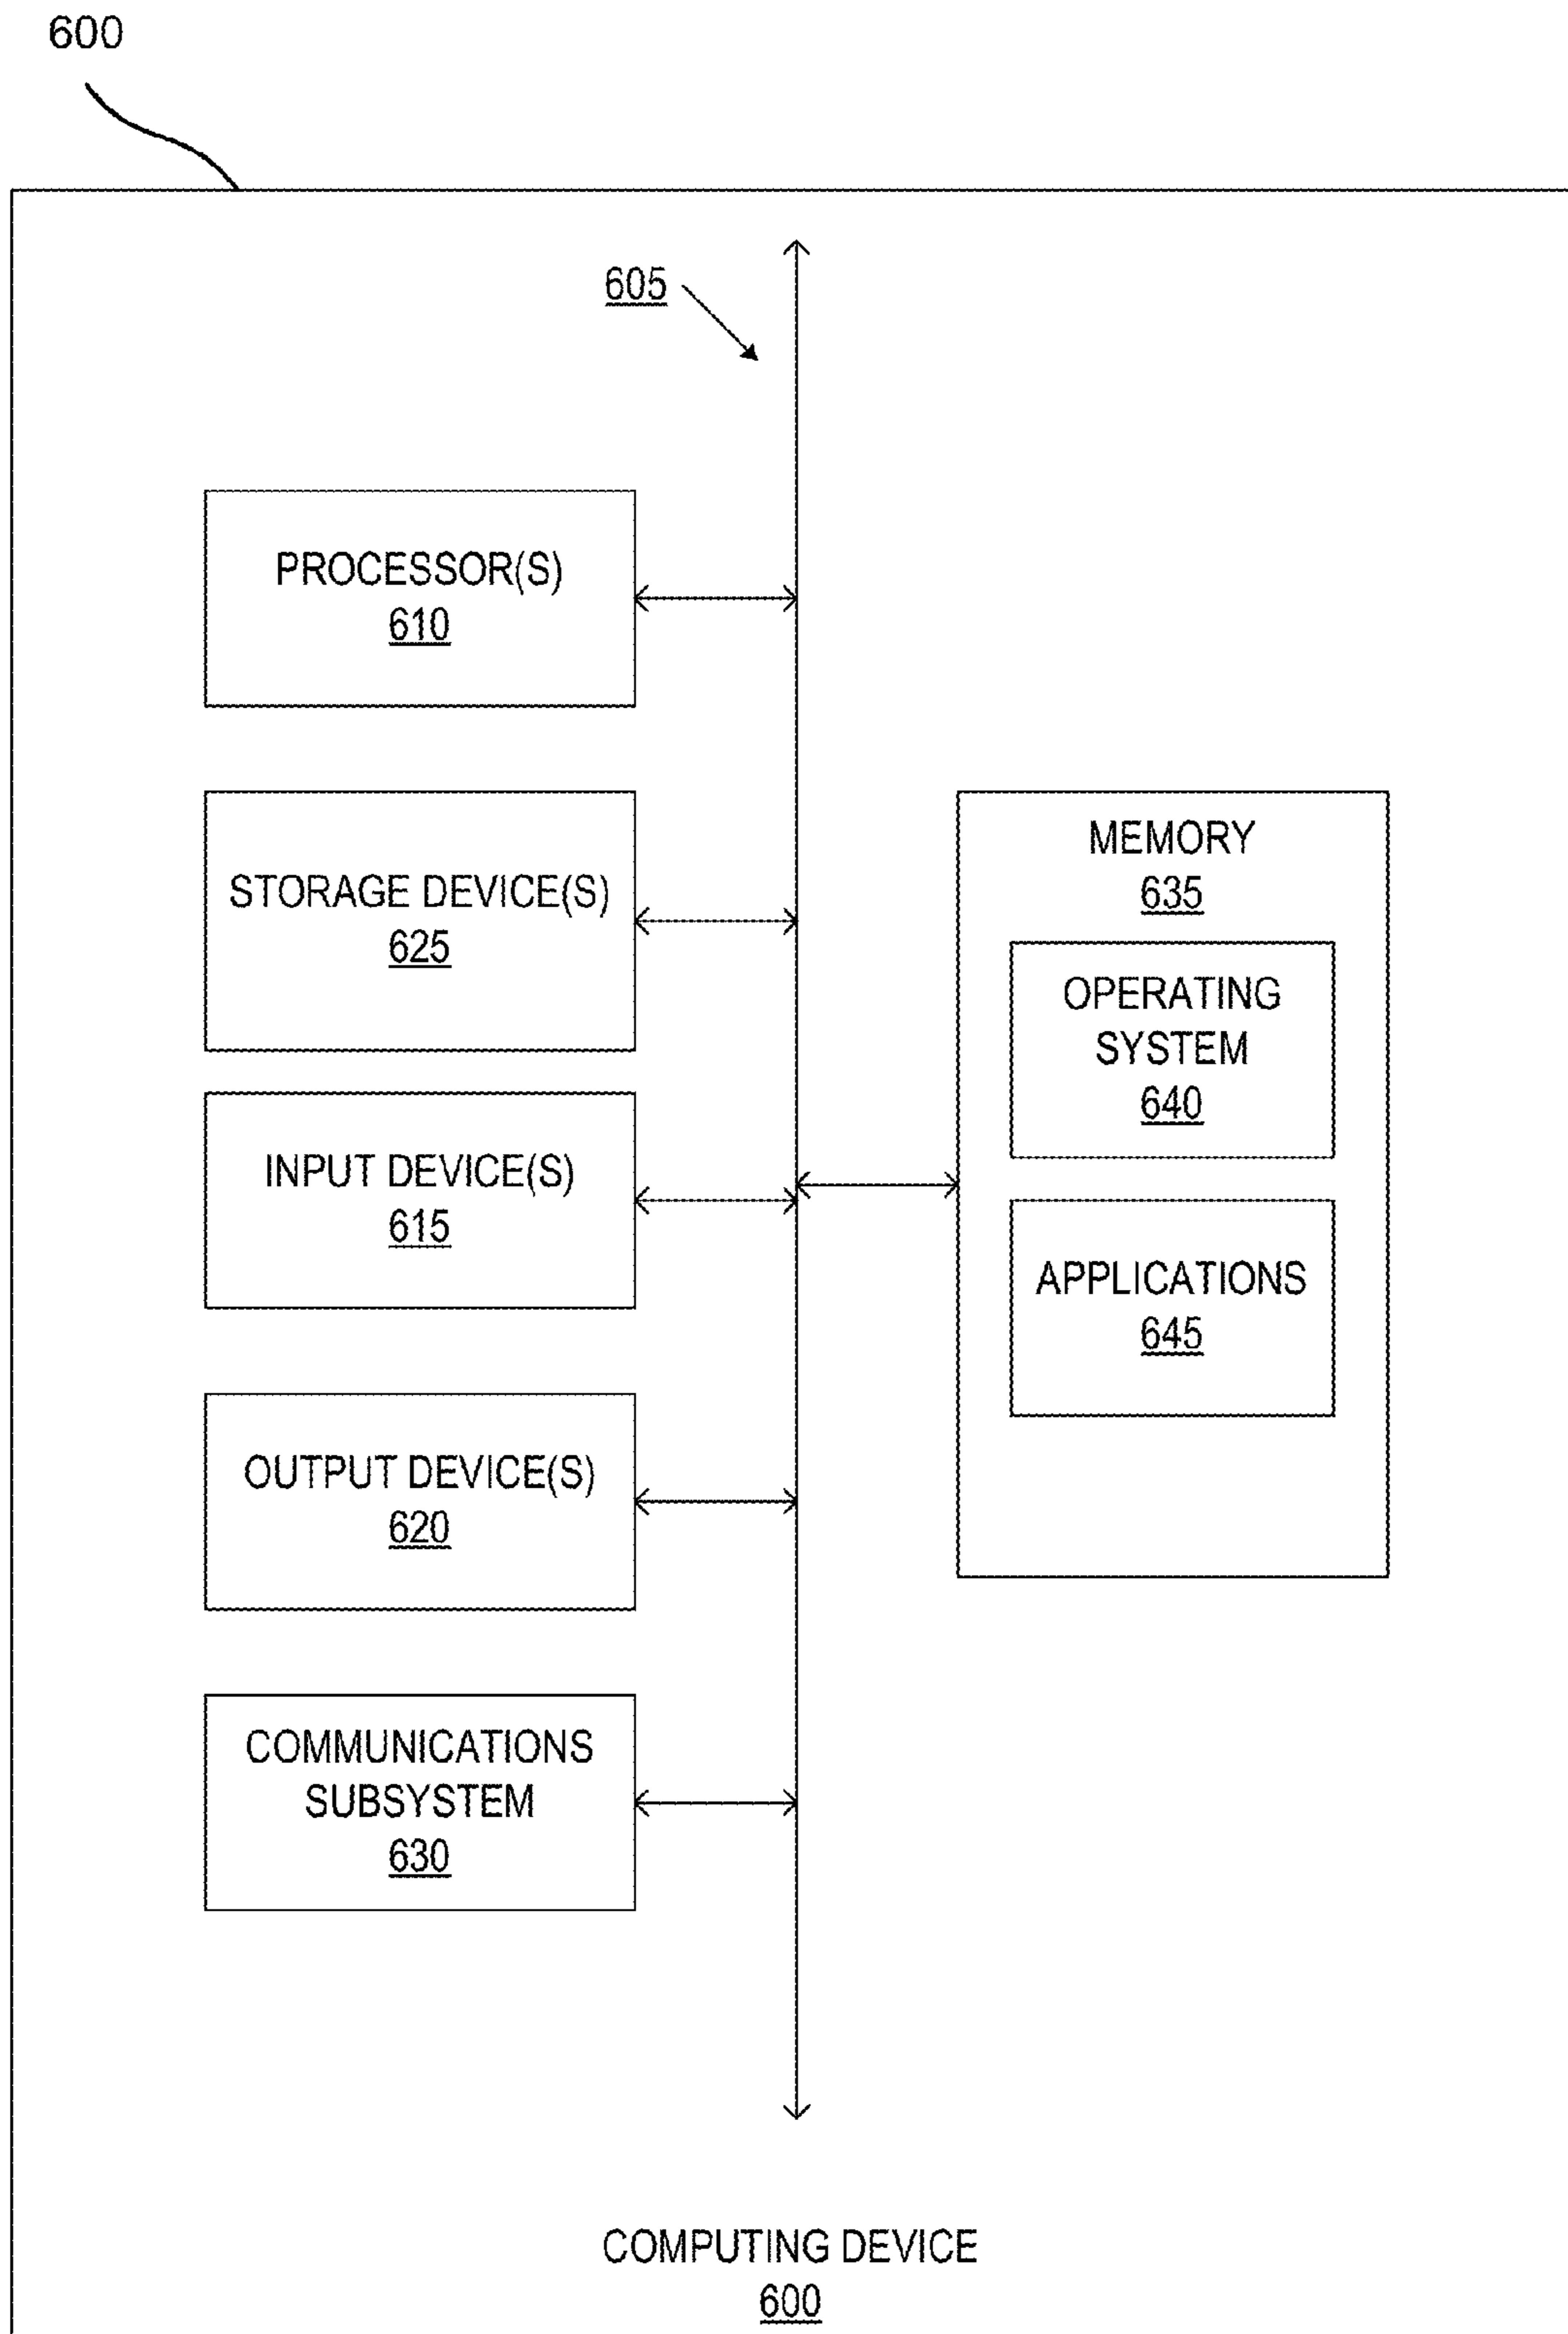 600
605
PROCESSOR(S)
610
STORAGE DEVICE(S)
625
INPUT DEVICE(S)
615
OUTPUT DEVICE(S)
620
COMMUNICATIONS
SUBSYSTEM
630
MEMORY
635
OPERATING
SYSTEM
640
APPLICATIONS
645
COMPUTING DEVICE
600